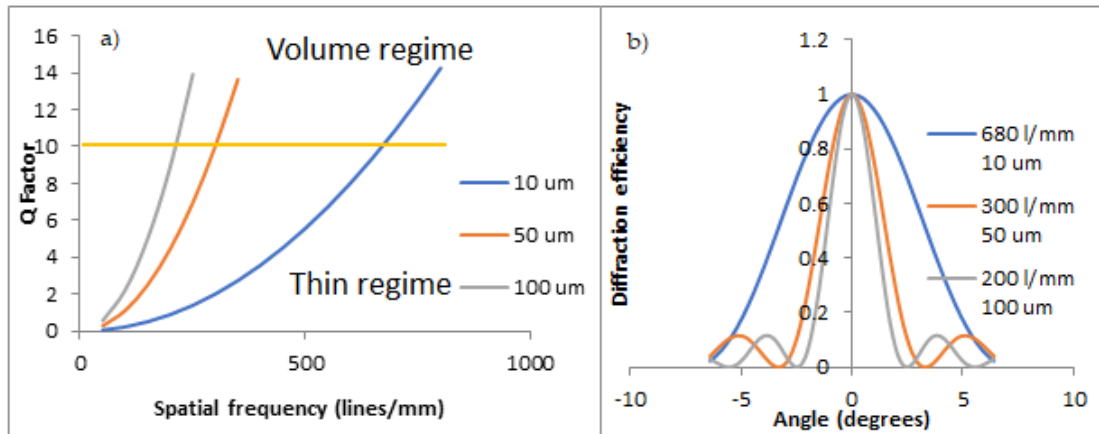 a)
Volume regime
Thin regime
16
14
12
10
8
6
4
2
0
Q Factor
0
500
1000
Spatial frequency (lines/mm)
10 um
50 um
100 um
b)
1.2
1
0.8
0.6
0.4
0.2
0
Diffraction efficiency
-10
-5
0
5
10
Angle (degrees)
680 l/mm
10 um
300 l/mm
50 um
200 l/mm
100 um